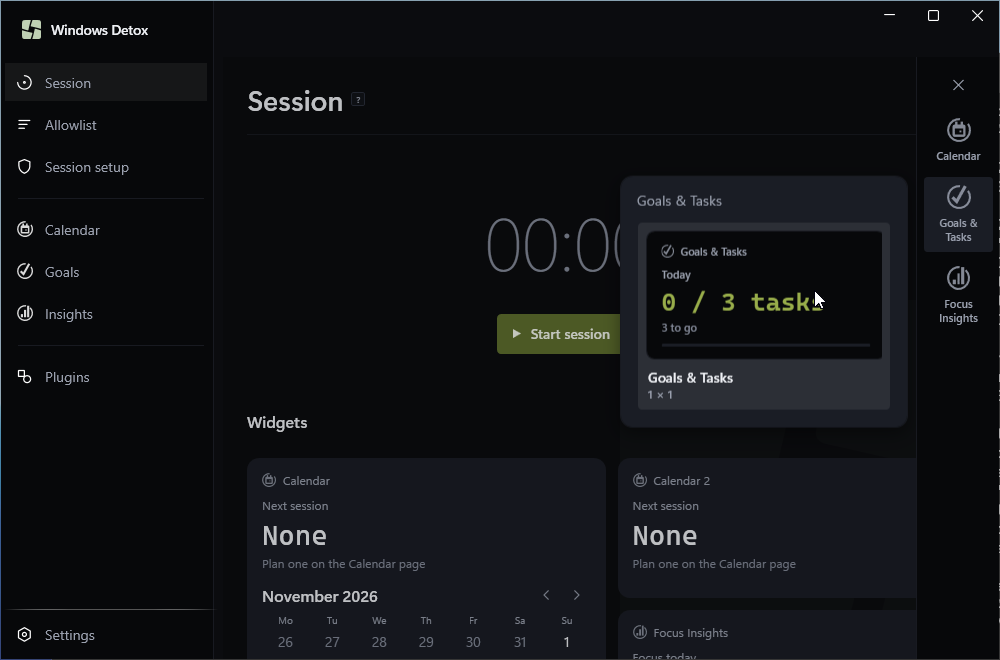 Windows Detox
Session
Allowlist
Session setup
Calendar
Goals
Insights
Plugins
Settings
Session ?
00:0
Start session
Widgets
Calendar
Next session
None
Plan one on the Calendar page
November 2026
Mo Tu We Th Fr Sa Su
26 27 28 29 30 31 1
Calendar 2
Next session
None
Plan one on the Calendar page
Focus Insights
Focus today
Goals & Tasks
Goals & Tasks
Today
0 / 3 tasks
3 to go
Goals & Tasks
1 × 1
Calendar
Goals &
Tasks
Focus
Insights